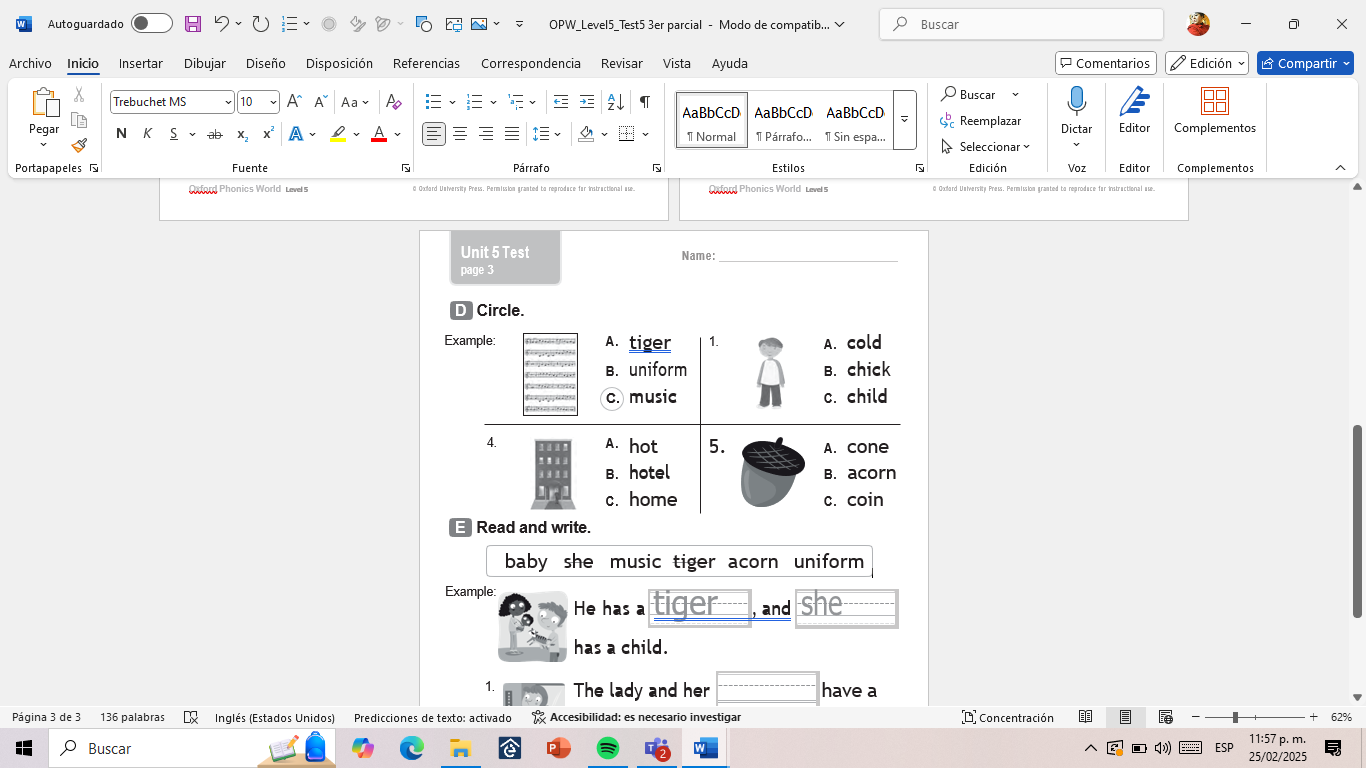 Autoguardado
OPW_Level5_Test5 3er parcial - Modo de compatib...
Buscar
Archivo Inicio Insertar Dibujar Diseño Disposición Referencias Correspondencia Revisar Vista Ayuda
Comentarios Edición Compartir
Pegar
Portapapeles
Trebuchet MS 10
Aa
N K S ab x₂ x² A A
Fuente
Párrafo
AaBbCcD AaBbCcD AaBbCcD
¶ Normal ¶ Párrafo... ¶ Sin espa...
Estilos
Buscar
Reemplazar
Seleccionar
Edición
Dictar
Voz
Editor
Editor
Complementos
Complementos
Oxford Phonics World Level 5 © Oxford University Press. Permission granted to reproduce for instructional use.
Oxford Phonics World Level 5 © Oxford University Press. Permission granted to reproduce for instructional use.
Unit 5 Test
page 3
Name:
D Circle.
Example:
A. tiger
B. uniform
C. music
1.
A. cold
B. chick
C. child
4.
A. hot
B. hotel
C. home
5.
A. cone
B. acorn
C. coin
E Read and write.
baby she music tiger acorn uniform
Example:
He has a tiger, and she
has a child.
1.
The lady and her have a
Página 3 de 3 136 palabras Inglés (Estados Unidos) Predicciones de texto: activado Accesibilidad: es necesario investigar Concentración 62%
Buscar
2
ESP
11:57 p. m.
25/02/2025